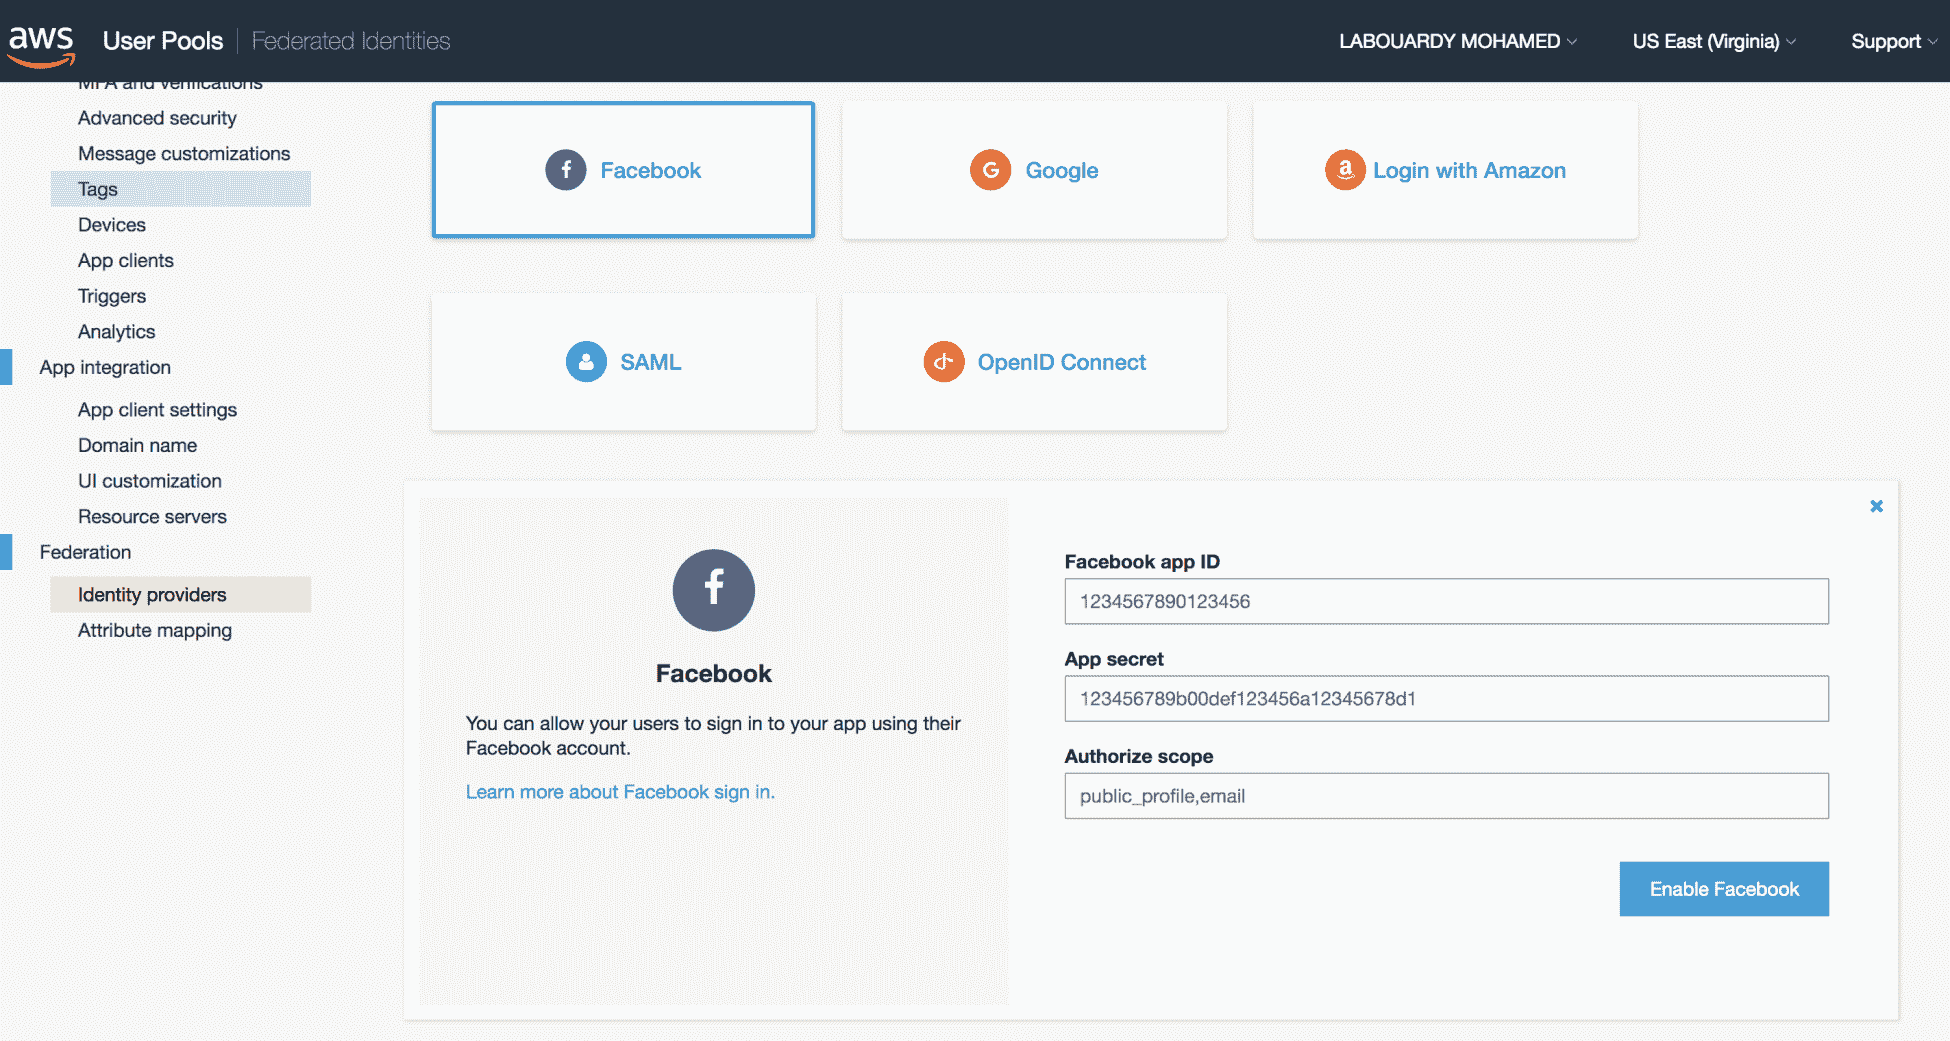 aws User Pools Federated Identities LABOUARDY MOHAMED US East (Virginia) Support
MFA and verifications
Advanced security
Message customizations
Tags
Devices
App clients
Triggers
Analytics
App integration
App client settings
Domain name
UI customization
Resource servers
Federation
Identity providers
Attribute mapping
Facebook
Google
Login with Amazon
SAML
OpenID Connect
Facebook
You can allow your users to sign in to your app using their
Facebook account.
Learn more about Facebook sign in.
Facebook app ID
1234567890123456
App secret
123456789b00def123456a12345678d1
Authorize scope
public_profile,email
Enable Facebook